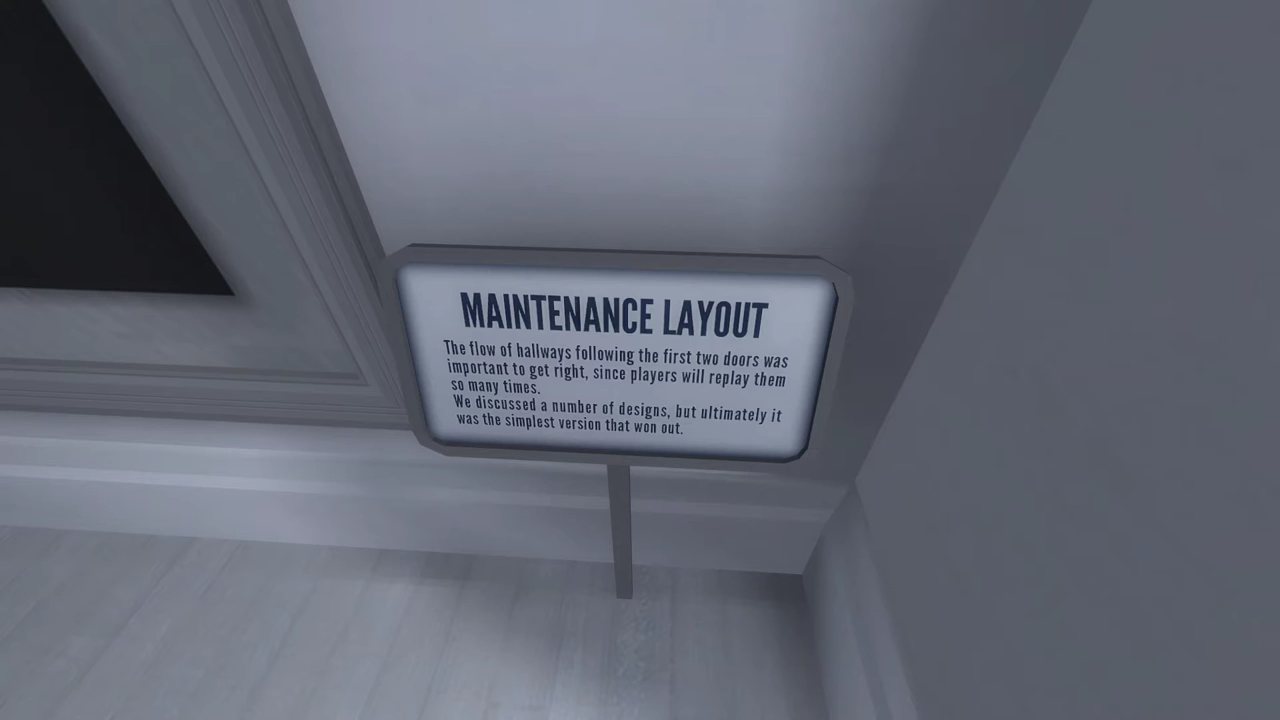 MAINTENANCE LAYOUT
The flow of hallways following the first two doors was
important to get right, since players will replay them
so many times.
We discussed a number of designs, but ultimately it
was the simplest version that won out.